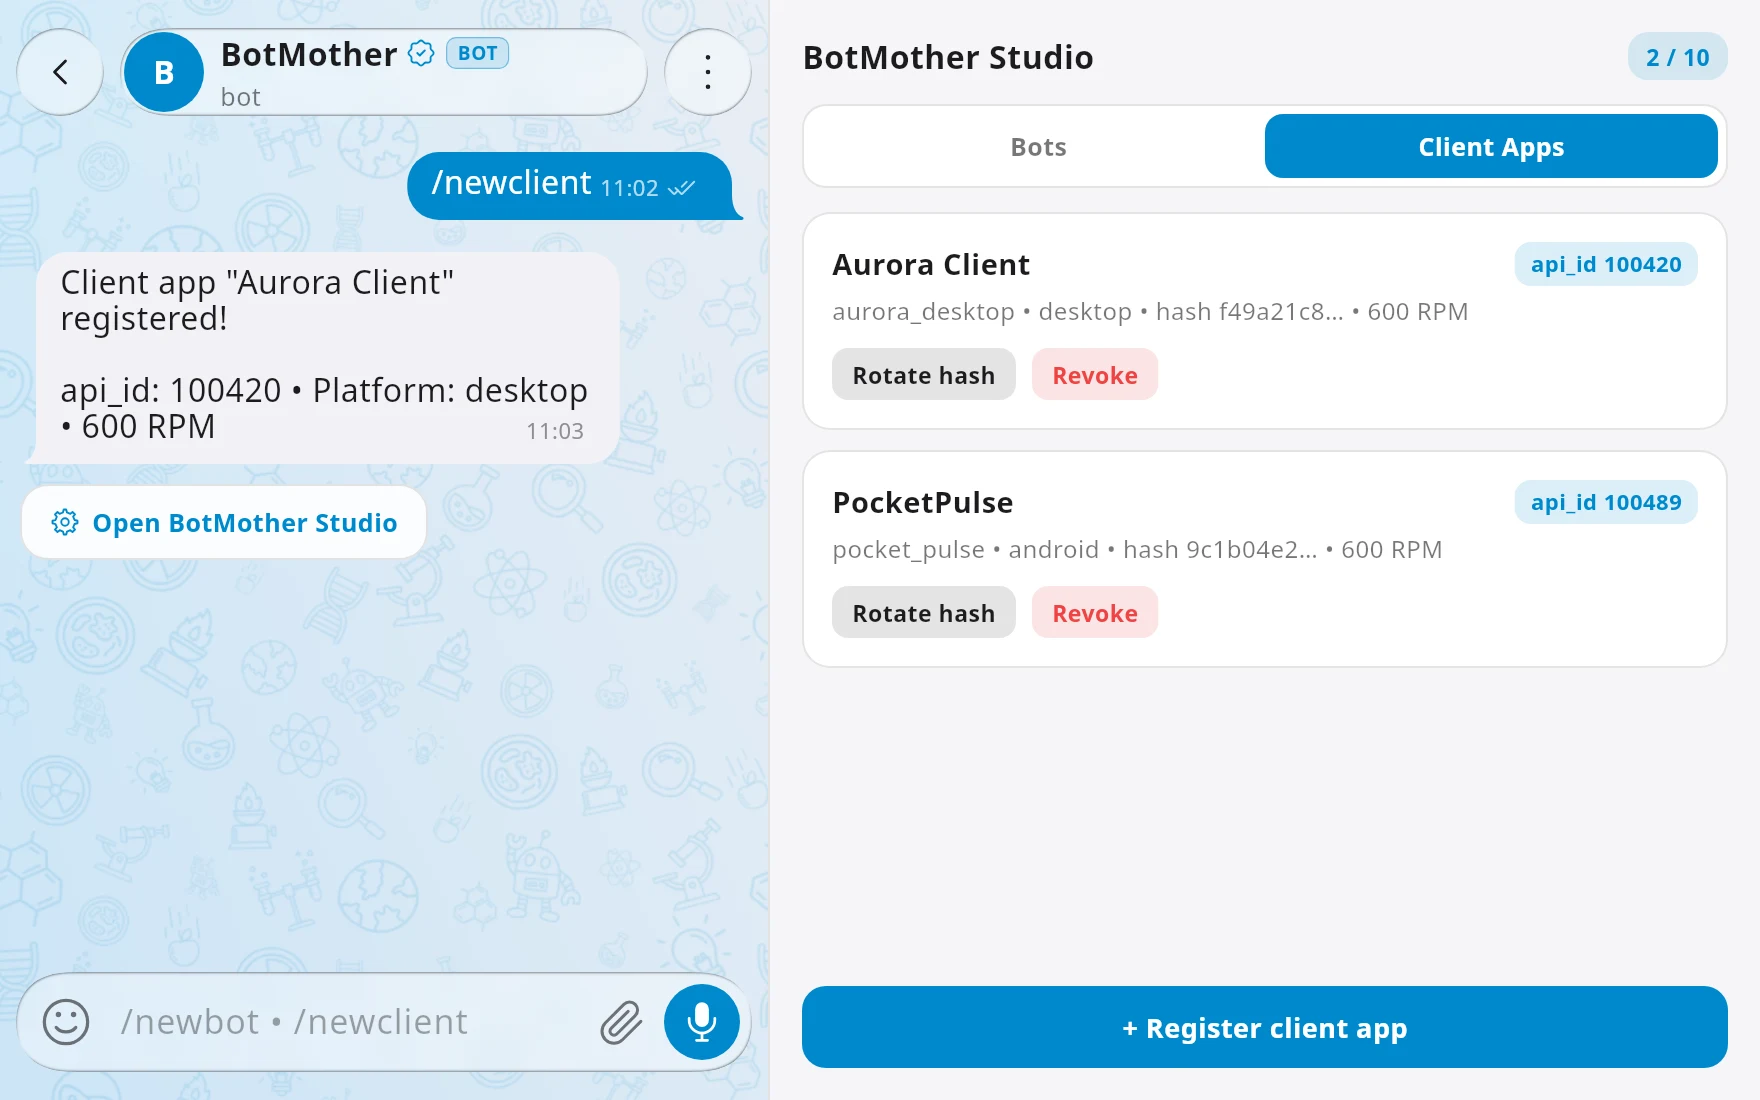 B
BotMother BOT
bot
/newclient 11:02
Client app "Aurora Client"
registered!
api_id: 100420 • Platform: desktop
• 600 RPM 11:03
Open BotMother Studio
/newbot • /newclient
BotMother Studio 2 / 10
Bots Client Apps
Aurora Client api_id 100420
aurora_desktop • desktop • hash f49a21c8… • 600 RPM
Rotate hash Revoke
PocketPulse api_id 100489
pocket_pulse • android • hash 9c1b04e2… • 600 RPM
Rotate hash Revoke
+ Register client app